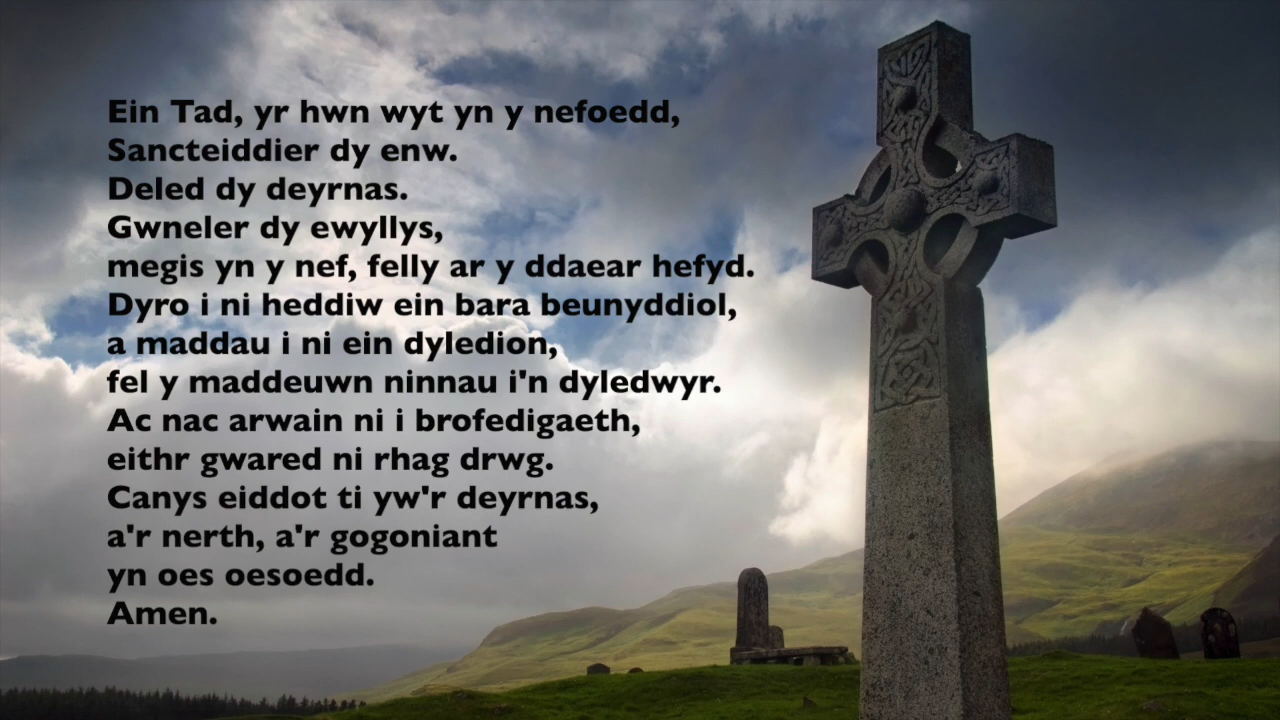 Ein Tad, yr hwn wyt yn y nefoedd,
Sancteiddier dy enw.
Deled dy deyrnas.
Gwneler dy ewyllys,
megis yn y nef, felly ar y ddaear hefyd.
Dyro i ni heddiw ein bara beunyddiol,
a maddau i ni ein dyledion,
fel y maddeuwn ninnau i'n dyledwyr.
Ac nac arwain ni i brofedigaeth,
eithr gwared ni rhag drwg.
Canys eiddot ti yw'r deyrnas,
a'r nerth, a'r gogoniant
yn oes oesoedd.
Amen.